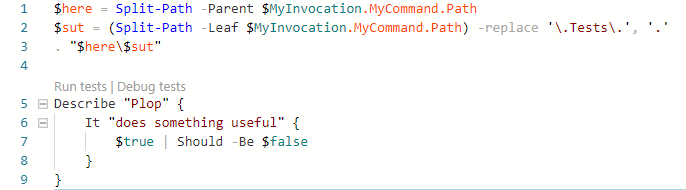 1 $here = Split-Path -Parent $MyInvocation.MyCommand.Path
2 $sut = (Split-Path -Leaf $MyInvocation.MyCommand.Path) -replace '\.Tests\.', '.'
3 . "$here\$sut"
4
Run tests | Debug tests
5 Describe "Plop" {
6 It "does something useful" {
7 $true | Should -Be $false
8 }
9 }